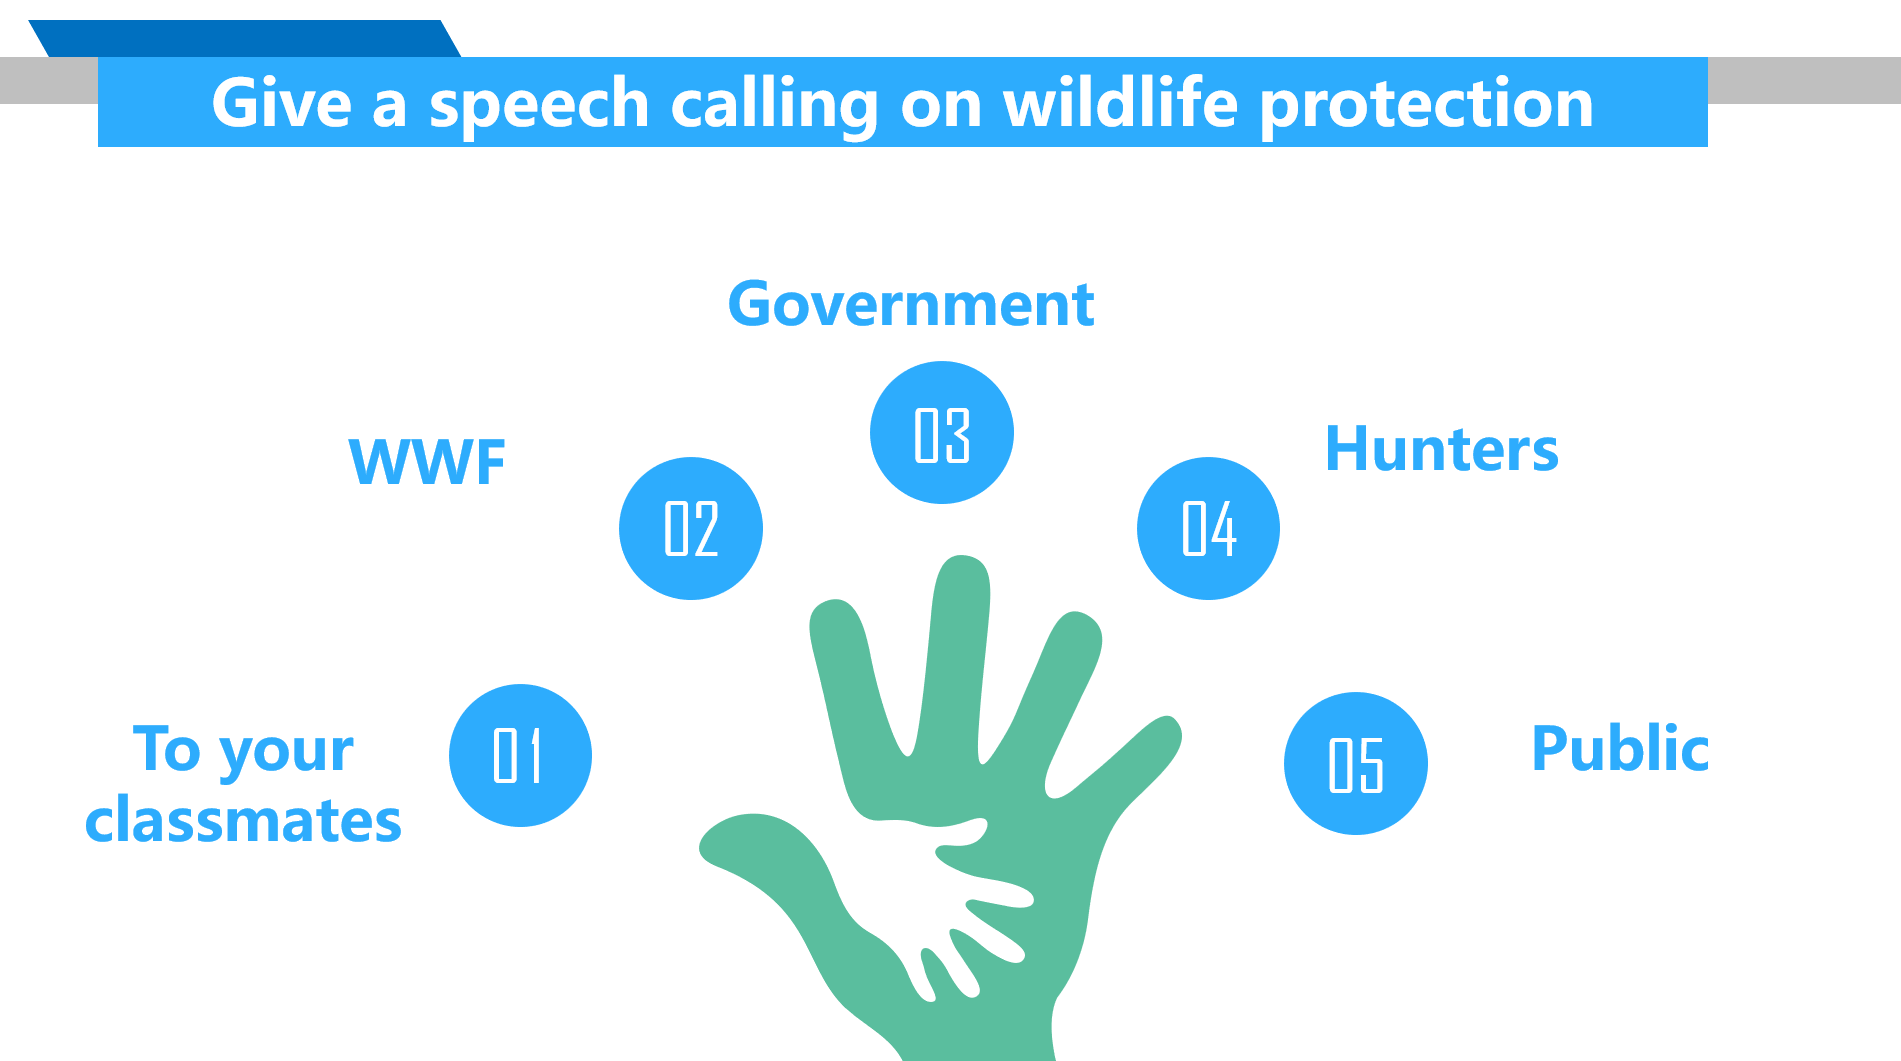 Give a speech calling on wildlife protection
To your
classmates
01
WWF
02
Government
03
Hunters
04
Public
05